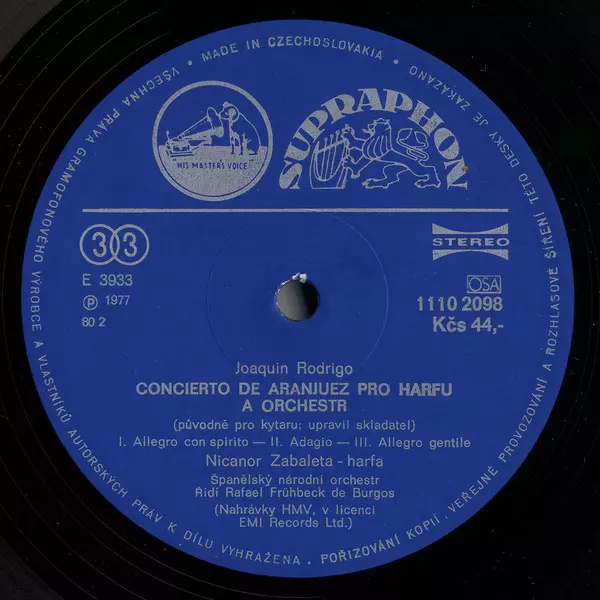 VŠECHNA PRÁVA GRAMOFONOVÉHO VÝROBCE A VLASTNÍKŮ AUTORSKÝCH PRÁV K DÍLU VYHRAŽENA. POŘIZOVÁNÍ KOPIÍ, VEŘEJNÉ PROVOZOVÁNÍ A ROZHLASOVÉ ŠÍŘENÍ TÉTO DESKY JE ZAKÁZÁNO • MADE IN CZECHOSLOVAKIA •
HIS MASTER'S VOICE
SUPRAPHON
33
STEREO
E 3933
Ⓟ 1977
80 2
OSA
1110 2098
Kčs 44,-
Joaquin Rodrigo
CONCIERTO DE ARANJUEZ PRO HARFU
A ORCHESTR
(původně pro kytaru; upravil skladatel)
I. Allegro con spirito — II. Adagio — III. Allegro gentile
Nicanor Zabaleta - harfa
Španělský národní orchestr
Řídí Rafael Frühbeck de Burgos
(Nahrávky HMV, v licenci
EMI Records Ltd.)